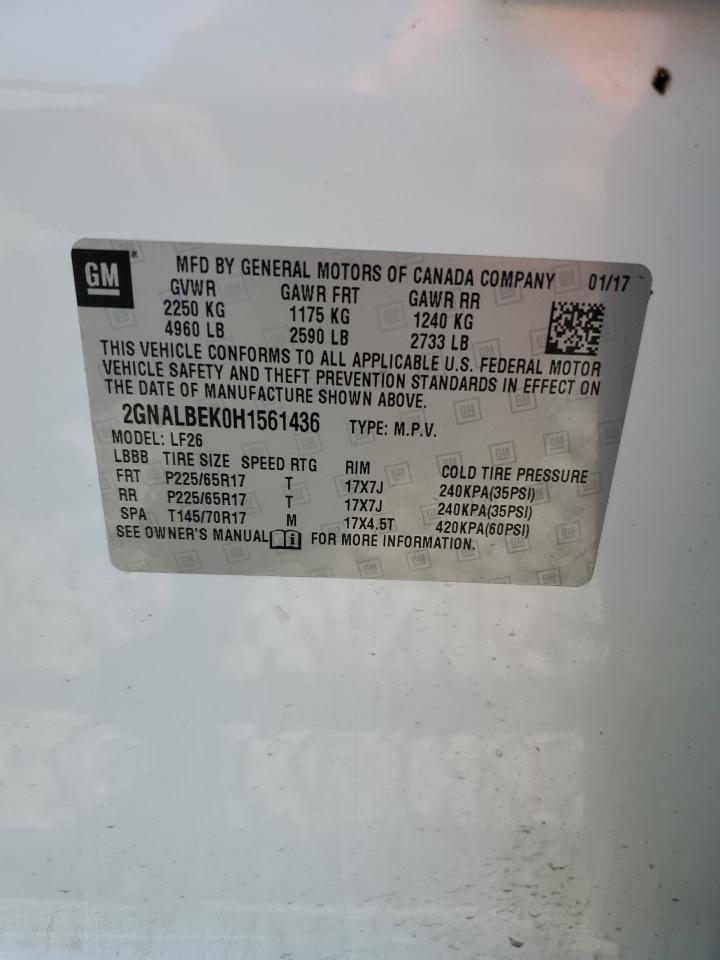 GM® MFD BY GENERAL MOTORS OF CANADA COMPANY 01/17
GVWR GAWR FRT GAWR RR
2250 KG 1175 KG 1240 KG
4960 LB 2590 LB 2733 LB
THIS VEHICLE CONFORMS TO ALL APPLICABLE U.S. FEDERAL MOTOR
VEHICLE SAFETY AND THEFT PREVENTION STANDARDS IN EFFECT ON
THE DATE OF MANUFACTURE SHOWN ABOVE.
2GNALBEK0H1561436 TYPE: M.P.V.
MODEL: LF26
LBBB TIRE SIZE SPEED RTG RIM COLD TIRE PRESSURE
FRT P225/65R17 T 17X7J 240KPA(35PSI)
RR P225/65R17 T 17X7J 240KPA(35PSI)
SPA T145/70R17 M 17X4.5T 420KPA(60PSI)
SEE OWNER'S MANUAL FOR MORE INFORMATION.